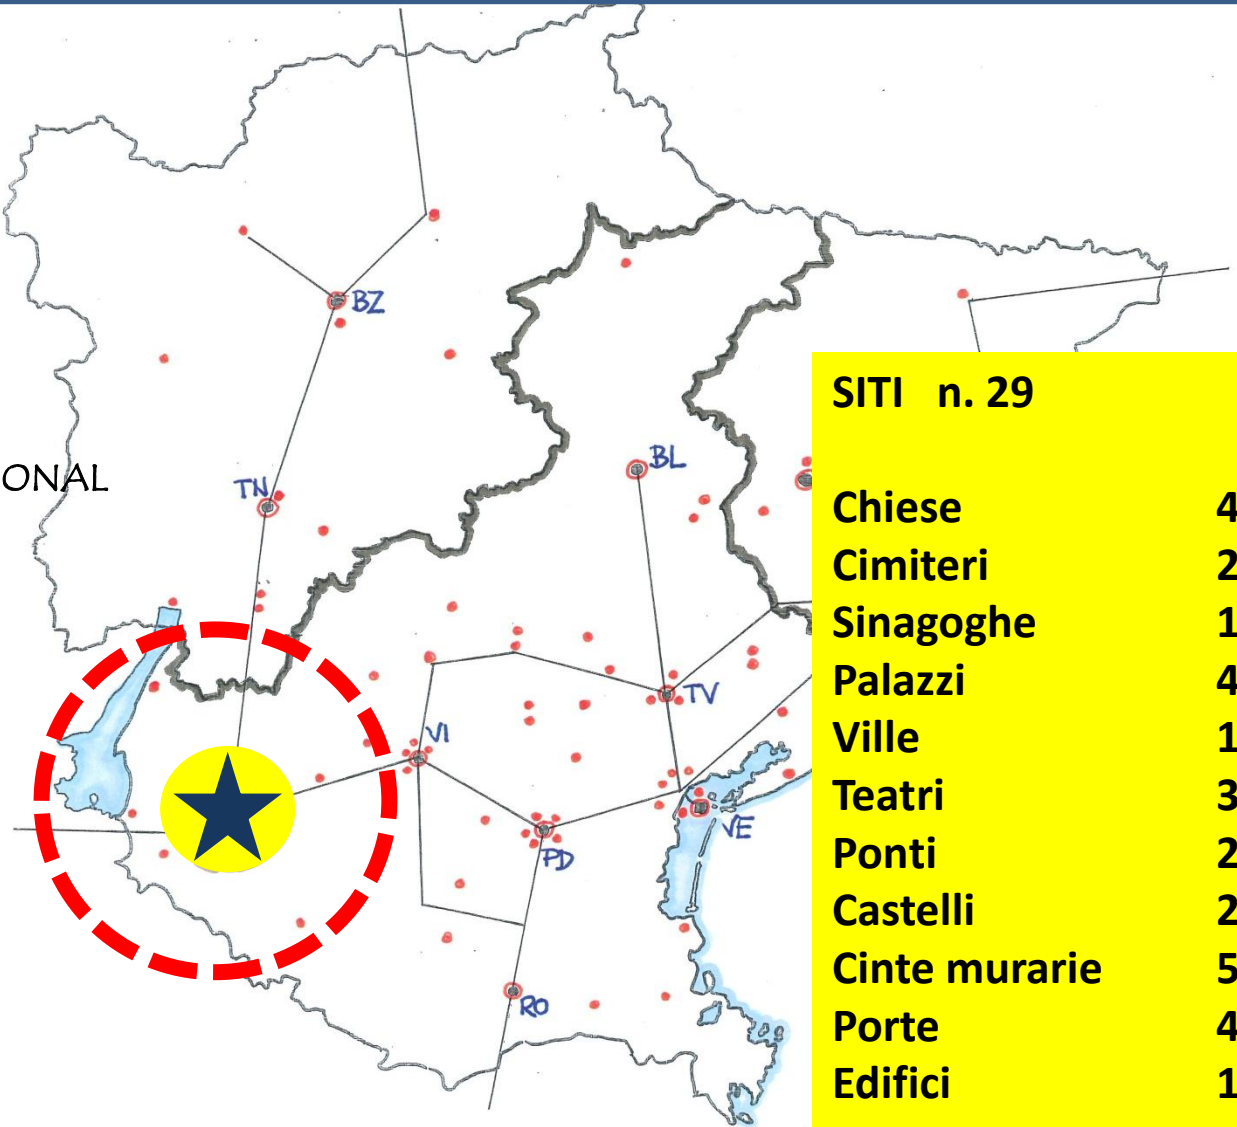 BZ
ONAL
TN
BL
TV
VI
VE
PD
RO
SITI n. 29
Chiese 4
Cimiteri 2
Sinagoghe 1
Palazzi 4
Ville 1
Teatri 3
Ponti 2
Castelli 2
Cinte murarie 5
Porte 4
Edifici 1